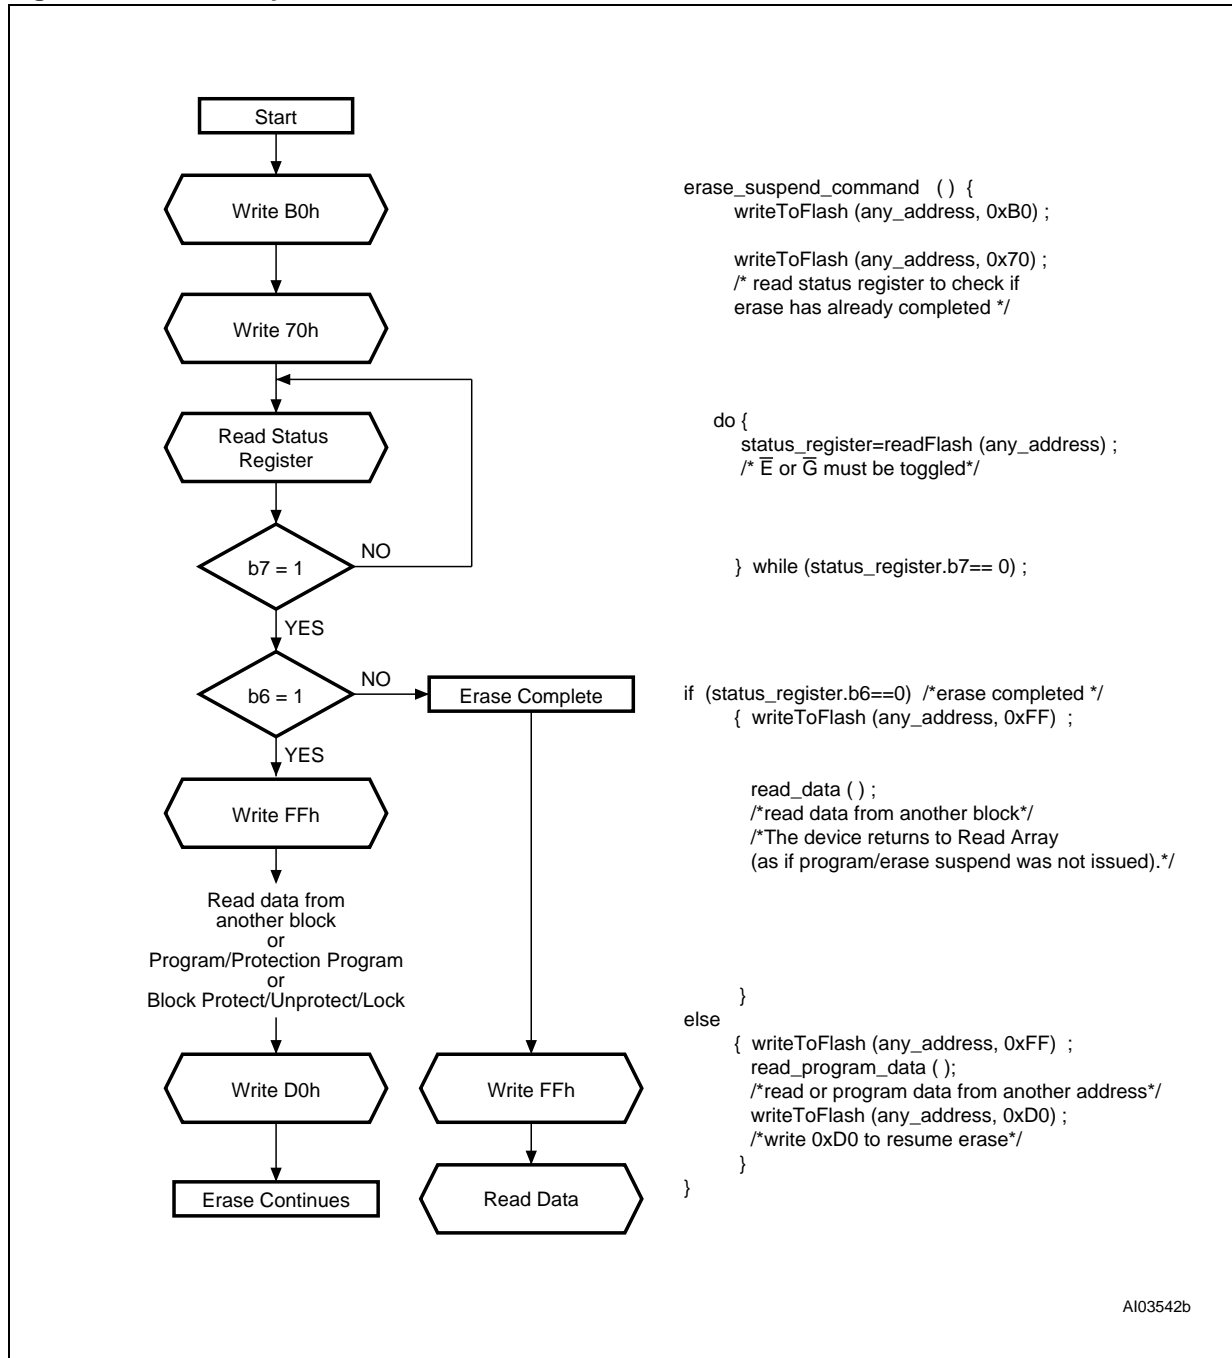 Start
Write B0h
Write 70h
Read Status
Register
NO
b7 = 1
YES
NO
b6 = 1
Erase Complete
YES
Write FFh
Read data from
another block
or
Program/Protection Program
or
Block Protect/Unprotect/Lock
Write D0h
Write FFh
Erase Continues
Read Data
erase_suspend_command ( ) {
writeToFlash (any_address, 0xB0) ;
writeToFlash (any_address, 0x70) ;
/* read status register to check if
erase has already completed */
do {
status_register=readFlash (any_address) ;
/* E̅ or G̅ must be toggled*/
} while (status_register.b7== 0) ;
if (status_register.b6==0) /*erase completed */
{ writeToFlash (any_address, 0xFF) ;
read_data ( ) ;
/*read data from another block*/
/*The device returns to Read Array
(as if program/erase suspend was not issued).*/
}
else
{ writeToFlash (any_address, 0xFF) ;
read_program_data ( );
/*read or program data from another address*/
writeToFlash (any_address, 0xD0) ;
/*write 0xD0 to resume erase*/
}
}
AI03542b